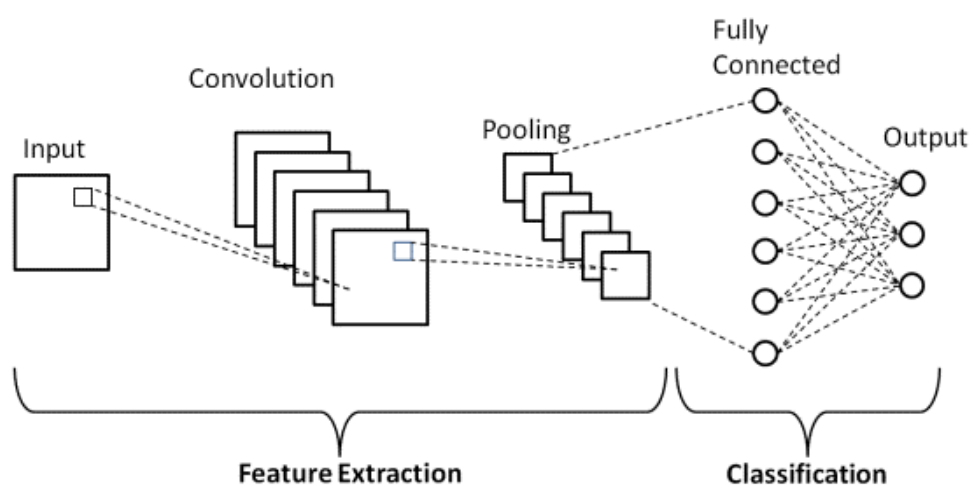 Input
Convolution
Pooling
Fully
Connected
Output
Feature Extraction
Classification